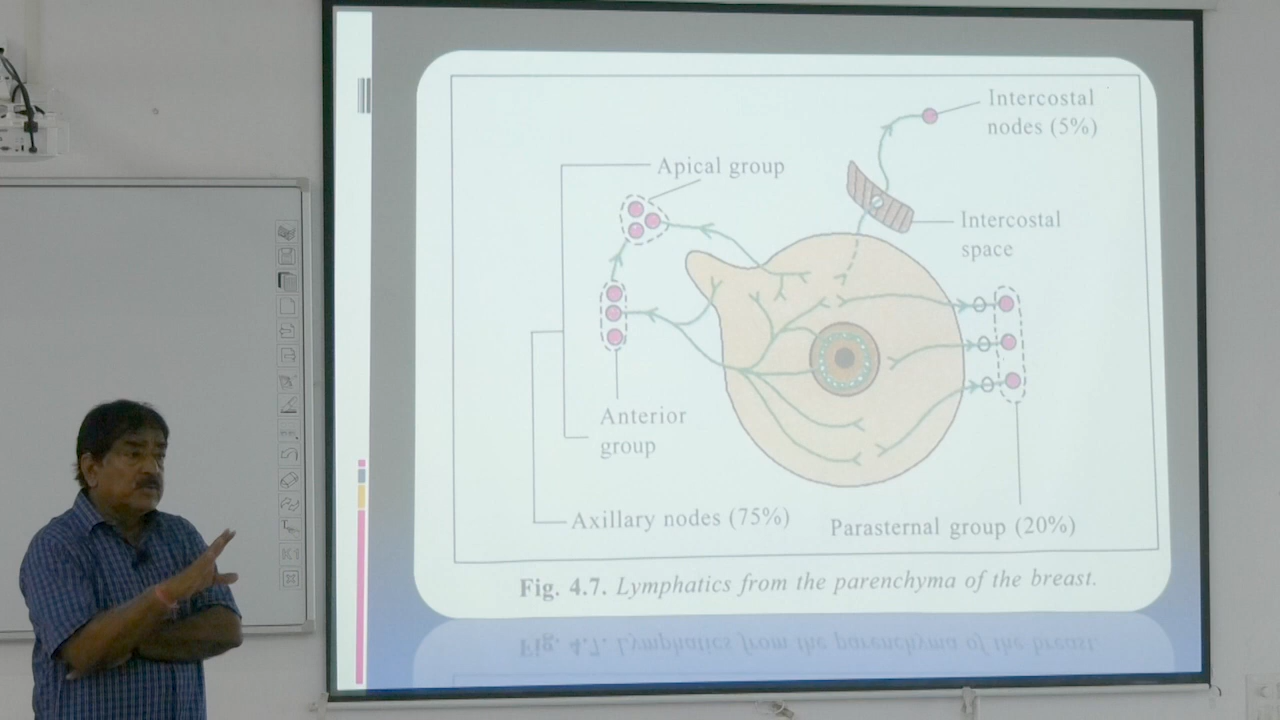 Intercostal
nodes (5%)
Apical group
Intercostal
space
Anterior
group
Axillary nodes (75%)
Parasternal group (20%)
Fig. 4.7. Lymphatics from the parenchyma of the breast.